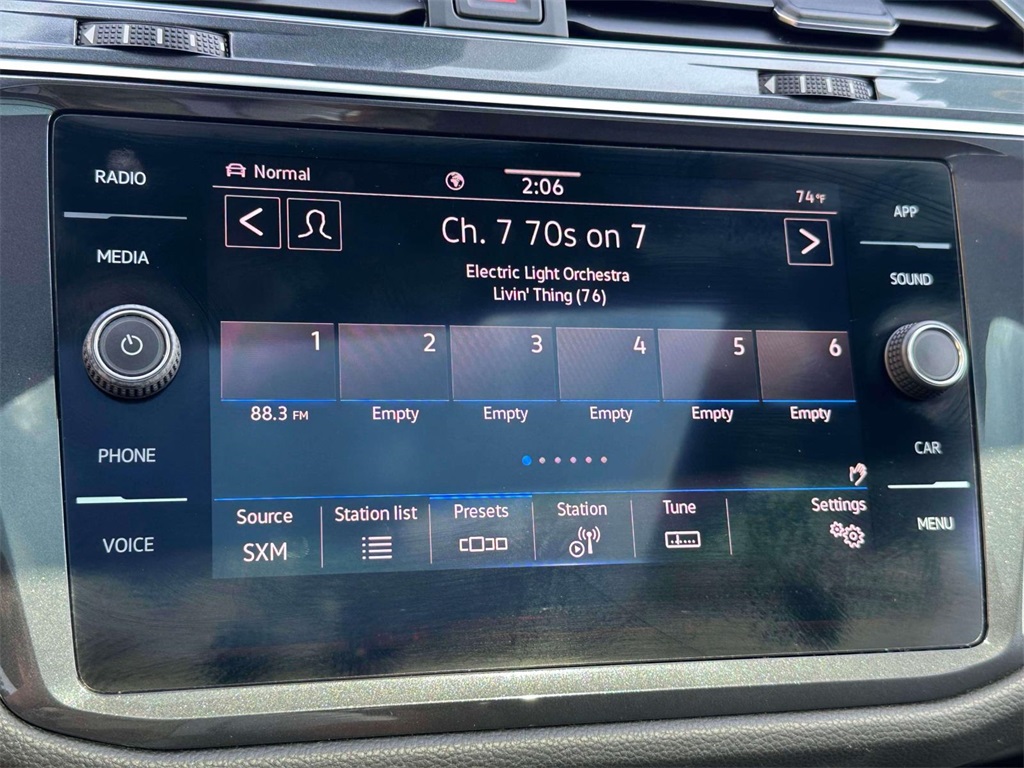 RADIO
MEDIA
PHONE
VOICE
Normal
2:06
74°F
Ch. 7 70s on 7
Electric Light Orchestra
Livin' Thing (76)
1 2 3 4 5 6
88.3 FM Empty Empty Empty Empty Empty
Source Station list Presets Station Tune Settings
SXM
APP
SOUND
CAR
MENU